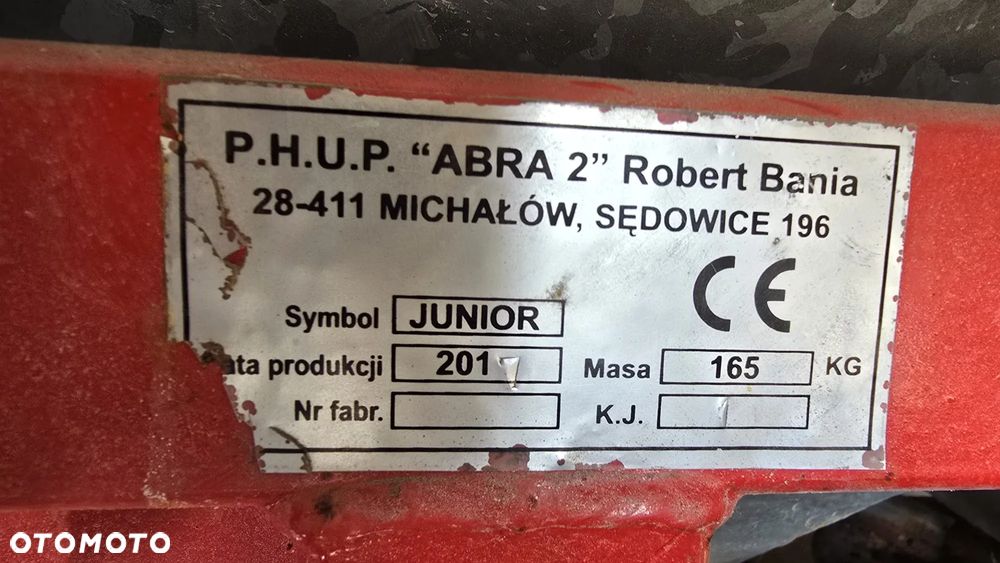 P.H.U.P. “ABRA 2” Robert Bania
28-411 MICHAŁÓW, SĘDOWICE 196
CE
Symbol JUNIOR
ata produkcji 201 Masa 165 KG
Nr fabr. K.J.
OTOMOTO